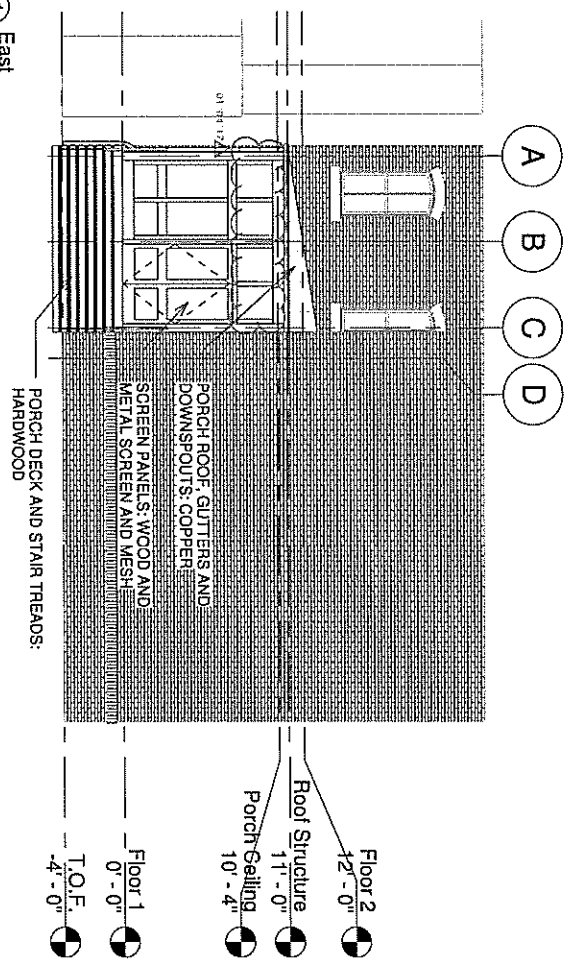 A
B
C
D
PORCH ROOF, GUTTERS AND
DOWNSPOUTS: COPPER
SCREEN PANELS: WOOD AND
METAL SCREEN AND MESH
PORCH DECK AND STAIR TREADS:
HARDWOOD
Floor 2
12' - 0"
Roof Structure
11' - 0"
Porch Ceiling
10' - 4"
Floor 1
0' - 0"
T.O.F.
-4' - 0"
East